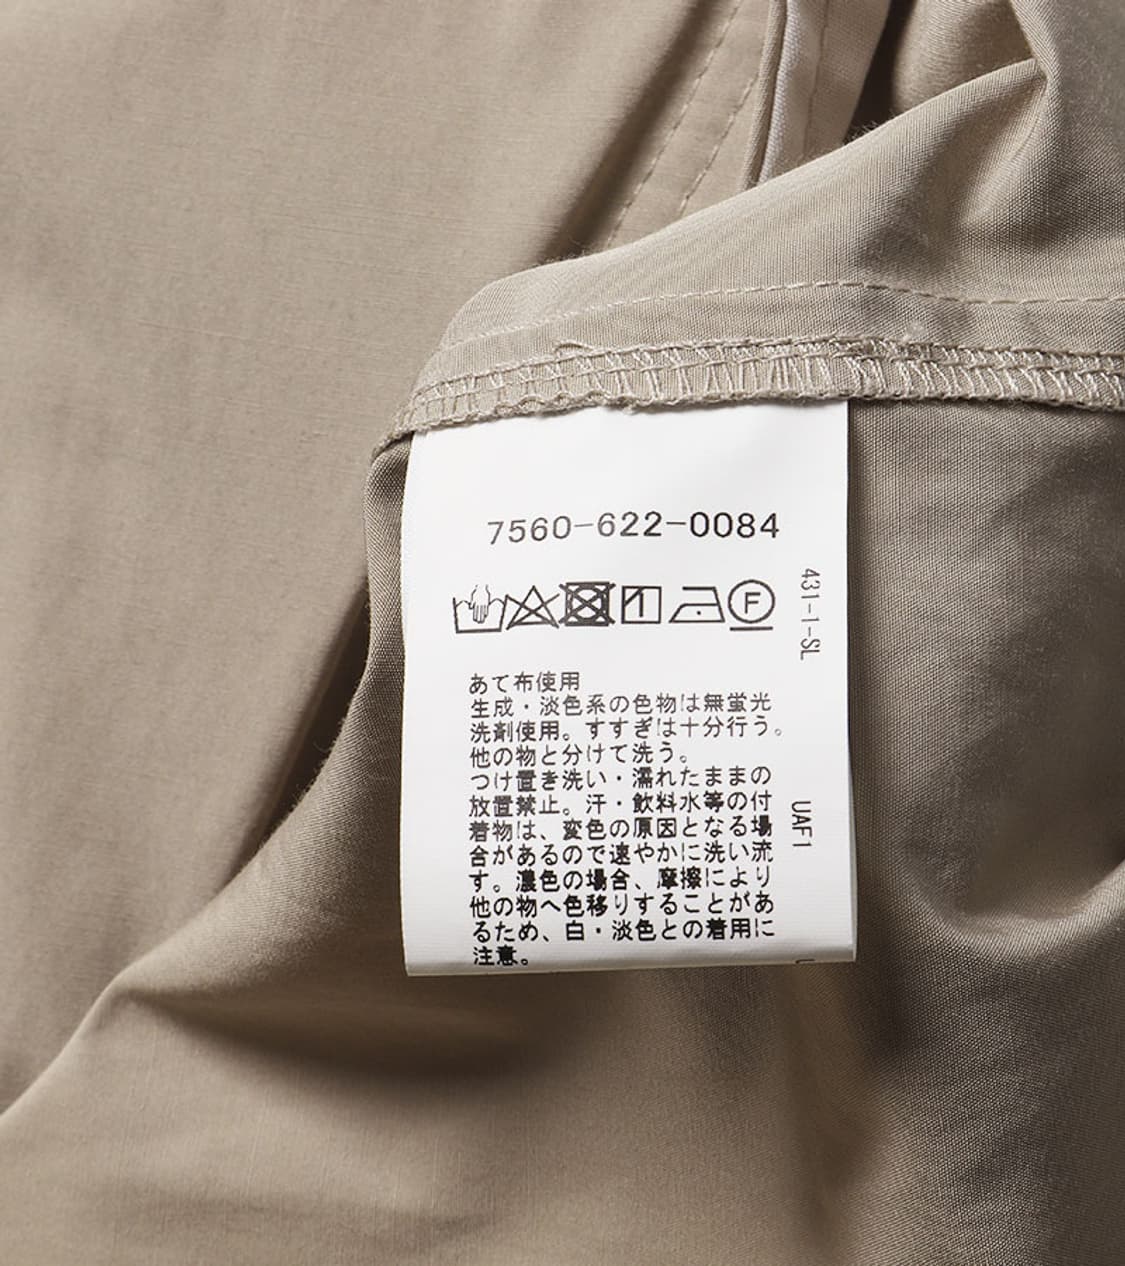 7560-622-0084
F
431-1-SL
あて布使用
生成・淡色系の色物は無蛍光
洗剤使用。すすぎは十分行う。
他の物と分けて洗う。
つけ置き洗い・濡れたままの
放置禁止。汗・飲料水等の付
着物は、変色の原因となる場
合があるので速やかに洗い流
す。濃色の場合、摩擦により
他の物へ色移りすることがあ
るため、白・淡色との着用に
注意。
UAF1